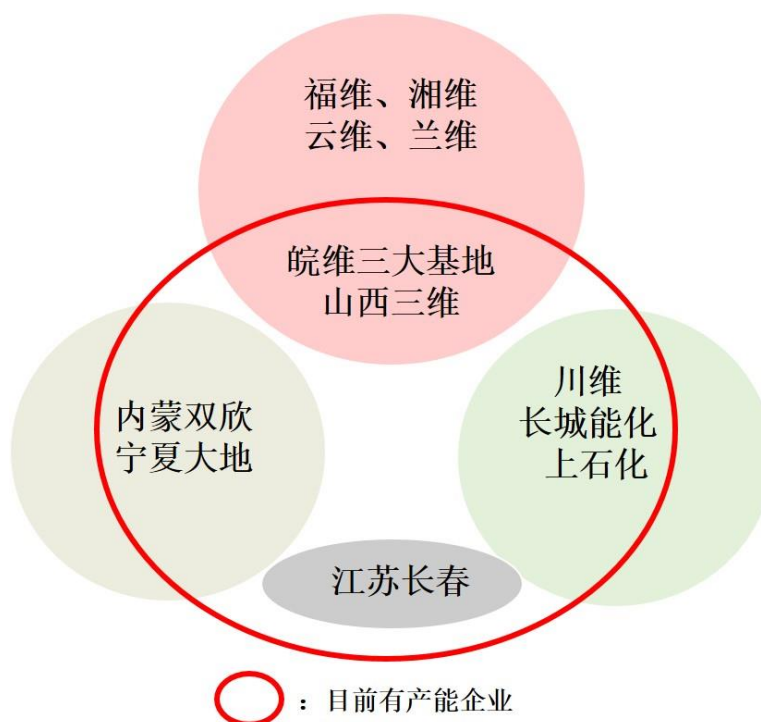 福维、湘维
云维、兰维
皖维三大基地
山西三维
内蒙双欣
宁夏大地
川维
长城能化
上石化
江苏长春
：目前有产能企业